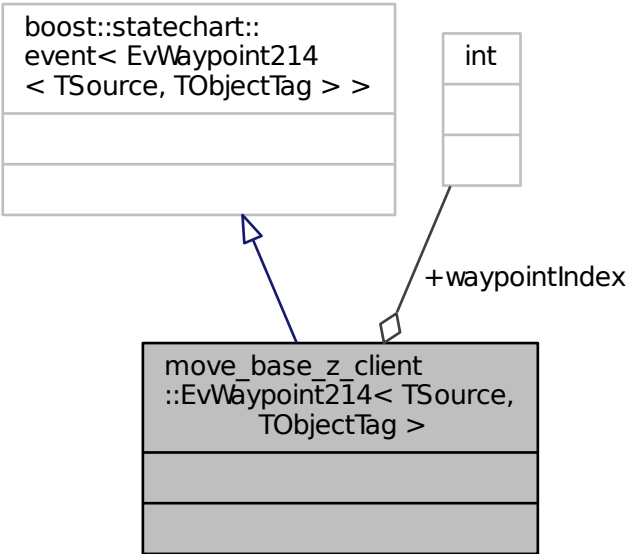 boost::statechart::
event< EvWaypoint214
< TSource, TObjectTag > >
int
+waypointIndex
move_base_z_client
::EvWaypoint214< TSource,
TObjectTag >